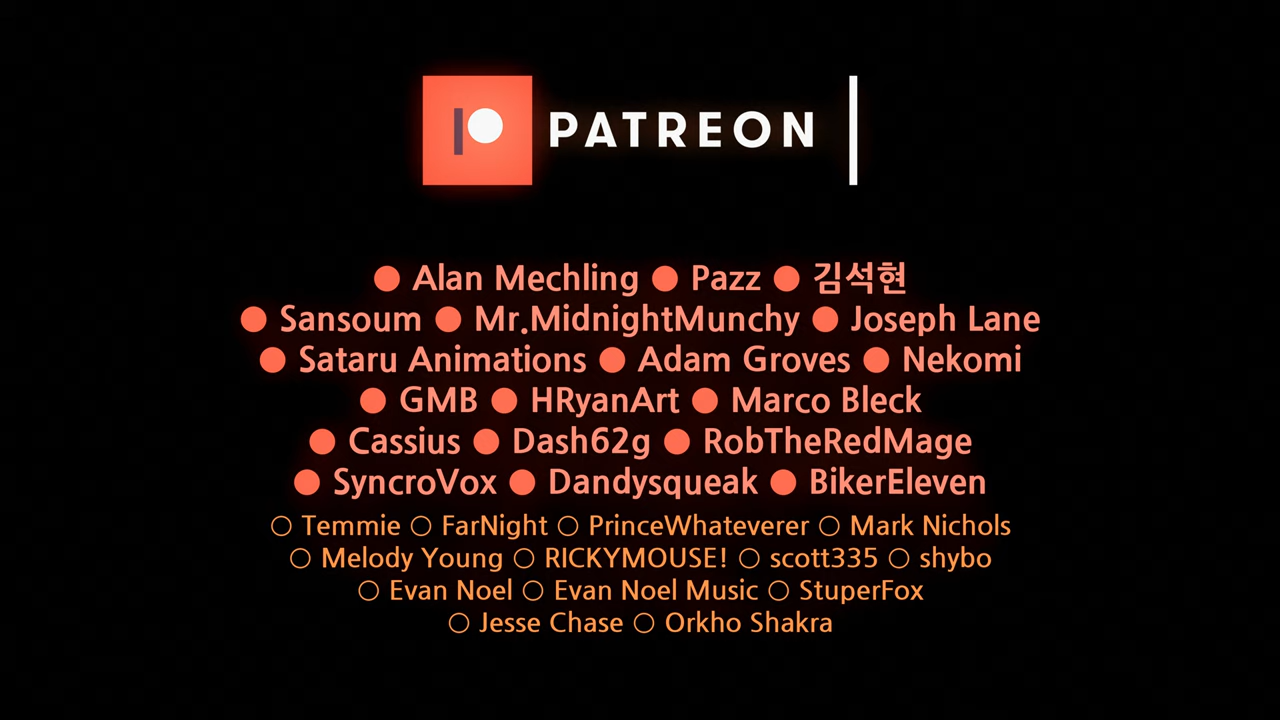 PATREON
● Alan Mechling ● Pazz ● 김석현
● Sansoum ● Mr.MidnightMunchy ● Joseph Lane
● Sataru Animations ● Adam Groves ● Nekomi
● GMB ● HRyanArt ● Marco Bleck
● Cassius ● Dash62g ● RobTheRedMage
● SyncroVox ● Dandysqueak ● BikerEleven
○ Temmie ○ FarNight ○ PrinceWhateverer ○ Mark Nichols
○ Melody Young ○ RICKYMOUSE! ○ scott335 ○ shybo
○ Evan Noel ○ Evan Noel Music ○ StuperFox
○ Jesse Chase ○ Orkho Shakra